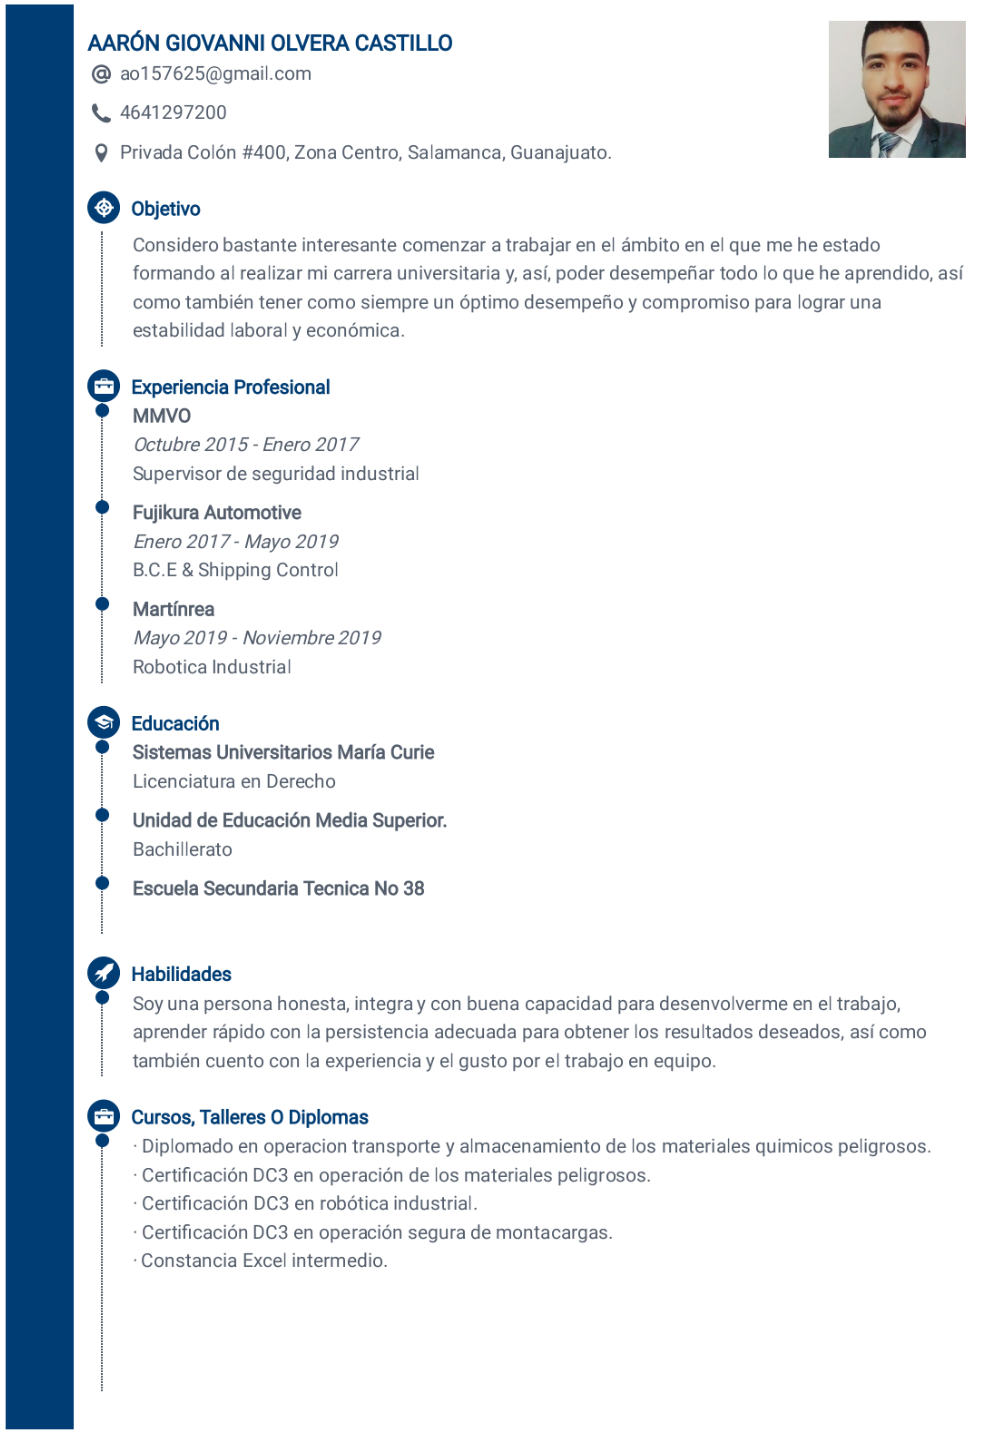 AARÓN GIOVANNI OLVERA CASTILLO
ao157625@gmail.com
4641297200
Privada Colón #400, Zona Centro, Salamanca, Guanajuato.
Objetivo
Considero bastante interesante comenzar a trabajar en el ámbito en el que me he estado
formando al realizar mi carrera universitaria y, así, poder desempeñar todo lo que he aprendido, así
como también tener como siempre un óptimo desempeño y compromiso para lograr una
estabilidad laboral y económica.
Experiencia Profesional
MMVO
Octubre 2015 - Enero 2017
Supervisor de seguridad industrial
Fujikura Automotive
Enero 2017 - Mayo 2019
B.C.E & Shipping Control
Martínrea
Mayo 2019 - Noviembre 2019
Robotica Industrial
Educación
Sistemas Universitarios María Curie
Licenciatura en Derecho
Unidad de Educación Media Superior.
Bachillerato
Escuela Secundaria Tecnica No 38
Habilidades
Soy una persona honesta, integra y con buena capacidad para desenvolverme en el trabajo,
aprender rápido con la persistencia adecuada para obtener los resultados deseados, así como
también cuento con la experiencia y el gusto por el trabajo en equipo.
Cursos, Talleres O Diplomas
· Diplomado en operacion transporte y almacenamiento de los materiales quimicos peligrosos.
· Certificación DC3 en operación de los materiales peligrosos.
· Certificación DC3 en robótica industrial.
· Certificación DC3 en operación segura de montacargas.
· Constancia Excel intermedio.